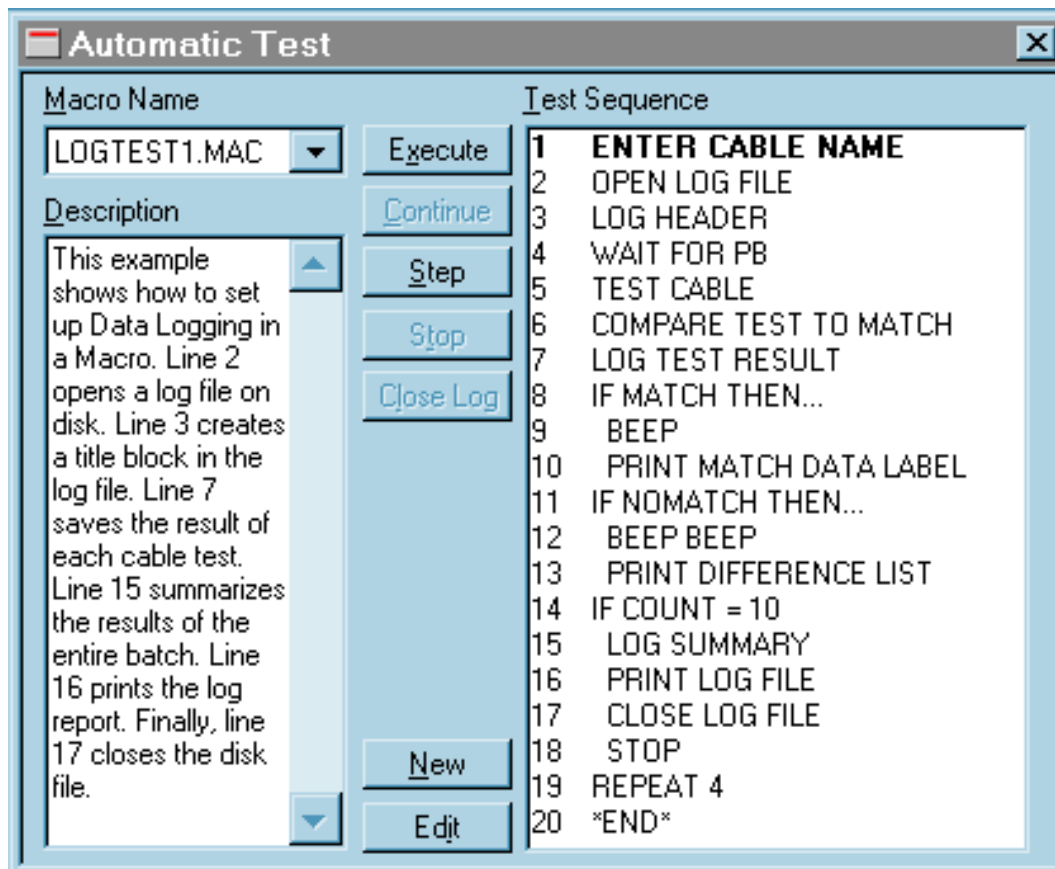 Automatic Test
Macro Name
LOGTEST1.MAC
Description
This example
shows how to set
up Data Logging in
a Macro. Line 2
opens a log file on
disk. Line 3 creates
a title block in the
log file. Line 7
saves the result of
each cable test.
Line 15 summarizes
the results of the
entire batch. Line
16 prints the log
report. Finally, line
17 closes the disk
file.
Execute
Continue
Step
Stop
Close Log
New
Edit
Test Sequence
1 ENTER CABLE NAME
2 OPEN LOG FILE
3 LOG HEADER
4 WAIT FOR PB
5 TEST CABLE
6 COMPARE TEST TO MATCH
7 LOG TEST RESULT
8 IF MATCH THEN...
9 BEEP
10 PRINT MATCH DATA LABEL
11 IF NOMATCH THEN...
12 BEEP BEEP
13 PRINT DIFFERENCE LIST
14 IF COUNT = 10
15 LOG SUMMARY
16 PRINT LOG FILE
17 CLOSE LOG FILE
18 STOP
19 REPEAT 4
20 *END*